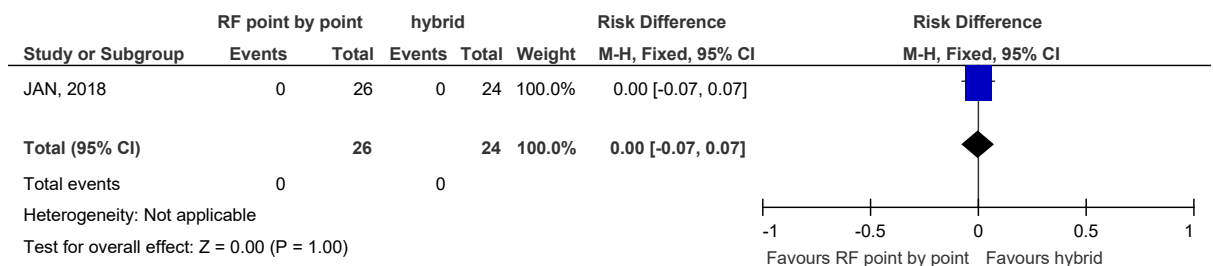 RF point by point hybrid Risk Difference Risk Difference
Study or Subgroup Events Total Events Total Weight M-H, Fixed, 95% CI M-H, Fixed, 95% CI
JAN, 2018 0 26 0 24 100.0% 0.00 [-0.07, 0.07]
Total (95% CI) 26 24 100.0% 0.00 [-0.07, 0.07]
Total events 0 0
Heterogeneity: Not applicable
Test for overall effect: Z = 0.00 (P = 1.00)
-1 -0.5 0 0.5 1
Favours RF point by point Favours hybrid